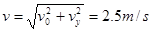 v = √(v₀² + v_y²) = 2.5m/s